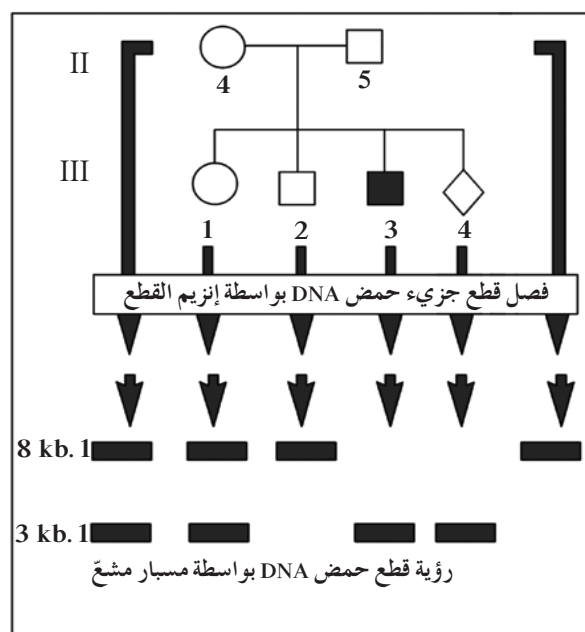 II
4
5
III
1
2
3
4
فصل قطع جزيء حمض DNA بواسطة إنزيم القطع
8 kb. 1
3 kb. 1
رؤية قطع حمض DNA بواسطة مسبار مشعّ